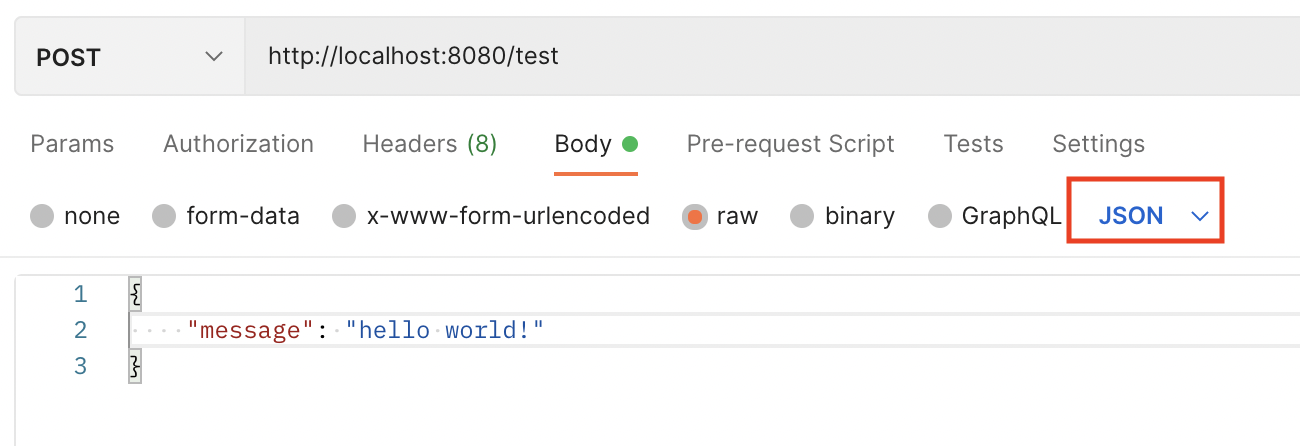 POST http://localhost:8080/test
Params Authorization Headers (8) Body Pre-request Script Tests Settings
none form-data x-www-form-urlencoded raw binary GraphQL JSON
1 {
2 "message": "hello world!"
3 }